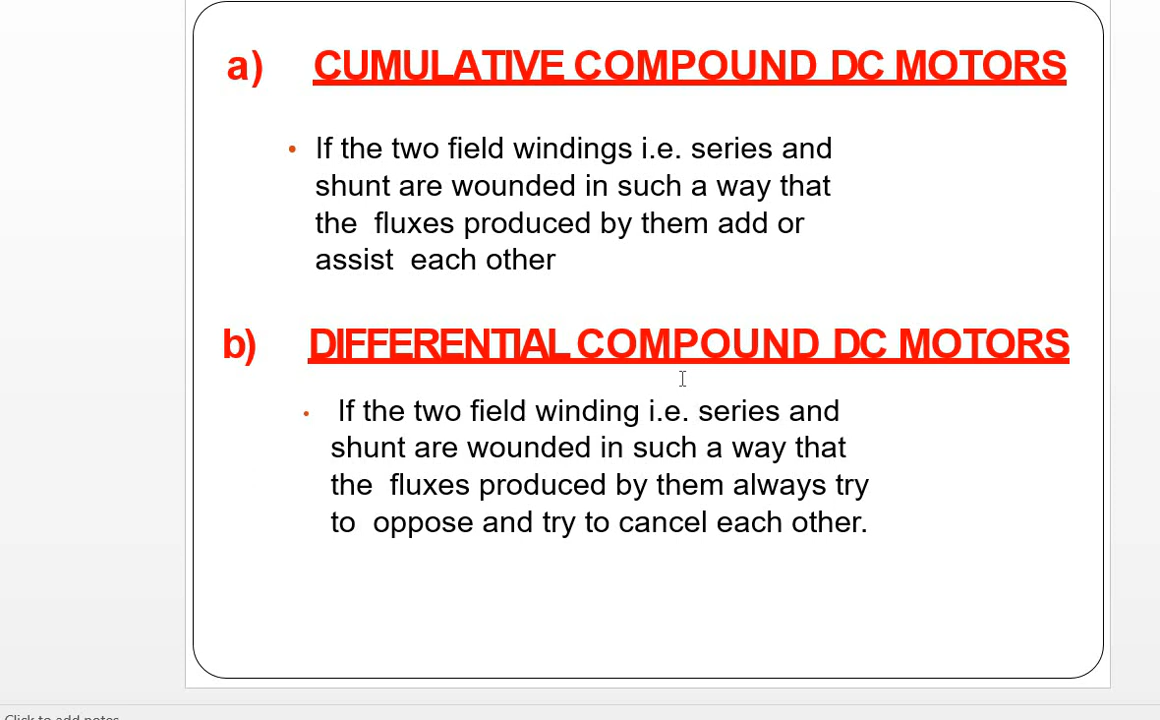 a) CUMULATIVE COMPOUND DC MOTORS
• If the two field windings i.e. series and
shunt are wounded in such a way that
the fluxes produced by them add or
assist each other
b) DIFFERENTIAL COMPOUND DC MOTORS
• If the two field winding i.e. series and
shunt are wounded in such a way that
the fluxes produced by them always try
to oppose and try to cancel each other.
Click to add notes